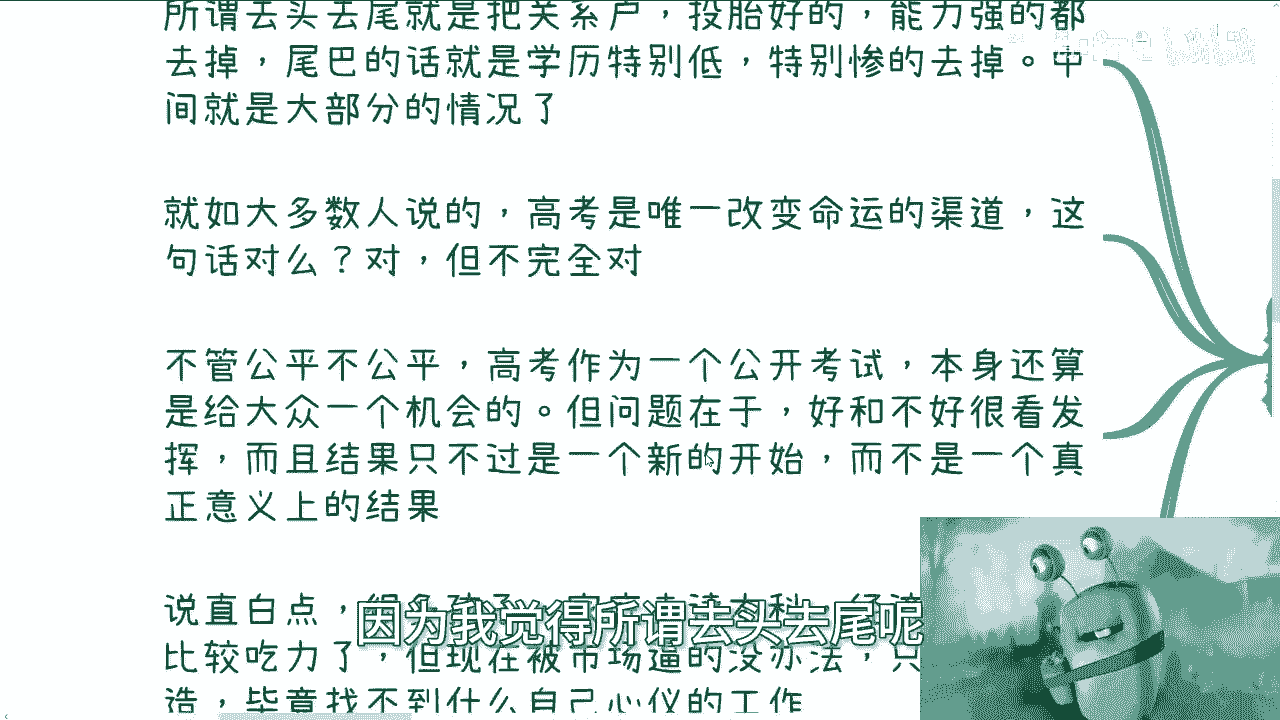 所谓去头去尾就是把关系户，投胎好的，能力强的都
去掉，尾巴的话就是学历特别低，特别惨的去掉。中
间就是大部分的情况了
就如大多数人说的，高考是唯一改变命运的渠道，这
句话对么？对，但不完全对
不管公平不公平，高考作为一个公开考试，本身还算
是给大众一个机会的。但问题在于，好和不好很看发
挥，而且结果只不过是一个新的开始，而不是一个真
正意义上的结果
说直白点，
因为我觉得所谓去头去尾呢
比较吃力了，但现在被市场逼的没办法，只
造，毕竟找不到什么自己心仪的工作